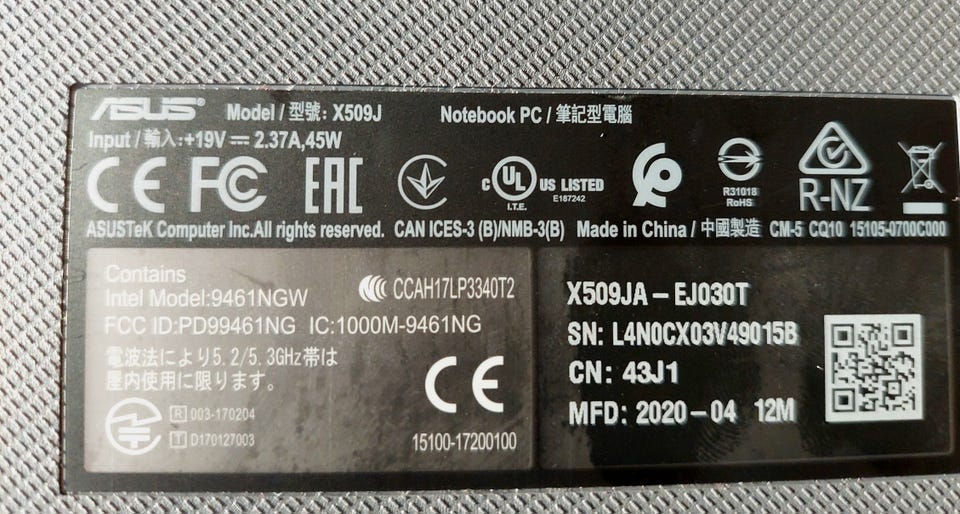 ASUS Model / 型號: X509J Notebook PC / 筆記型電腦
Input / 輸入:+19V ⎓ 2.37A,45W
CE FC EAC c UL US LISTED
I.T.E. E187242
R31018
RoHS
R-NZ
ASUSTeK Computer Inc.All rights reserved. CAN ICES-3 (B)/NMB-3(B) Made in China / 中國製造 CM-5 CQ10 15105-0700C000
Contains
Intel Model:9461NGW
CCAH17LP3340T2
FCC ID:PD99461NG IC:1000M-9461NG
電波法により5.2/5.3GHz帯は
屋内使用に限ります。
CE
R 003-170204
T D170127003
15100-17200100
X509JA – EJ030T
SN: L4N0CX03V49015B
CN: 43J1
MFD: 2020–04 12M